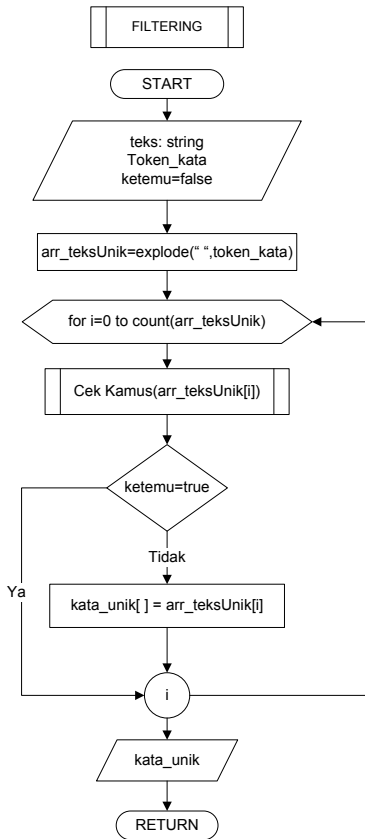 FILTERING
START
teks: string
Token_kata
ketemu=false
arr_teksUnik=explode(“ “,token_kata)
for i=0 to count(arr_teksUnik)
Cek Kamus(arr_teksUnik[i])
ketemu=true
Tidak
Ya
kata_unik[ ] = arr_teksUnik[i]
i
kata_unik
RETURN